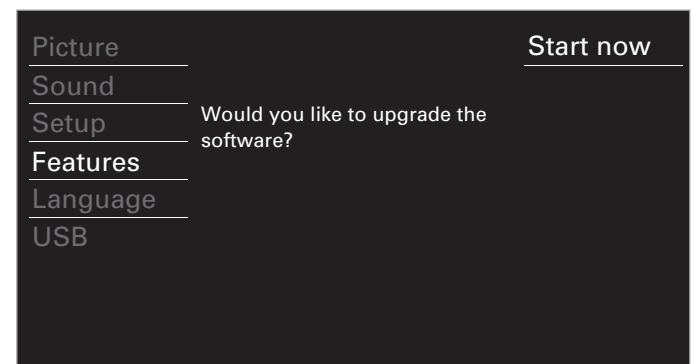 Picture
Sound
Setup
Features
Language
USB
Would you like to upgrade the
software?
Start now